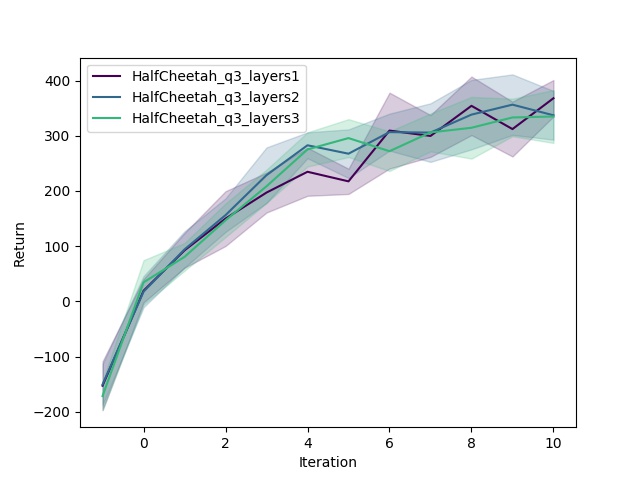 HalfCheetah_q3_layers1
HalfCheetah_q3_layers2
HalfCheetah_q3_layers3
400
300
200
100
0
−100
−200
Return
0 2 4 6 8 10
Iteration